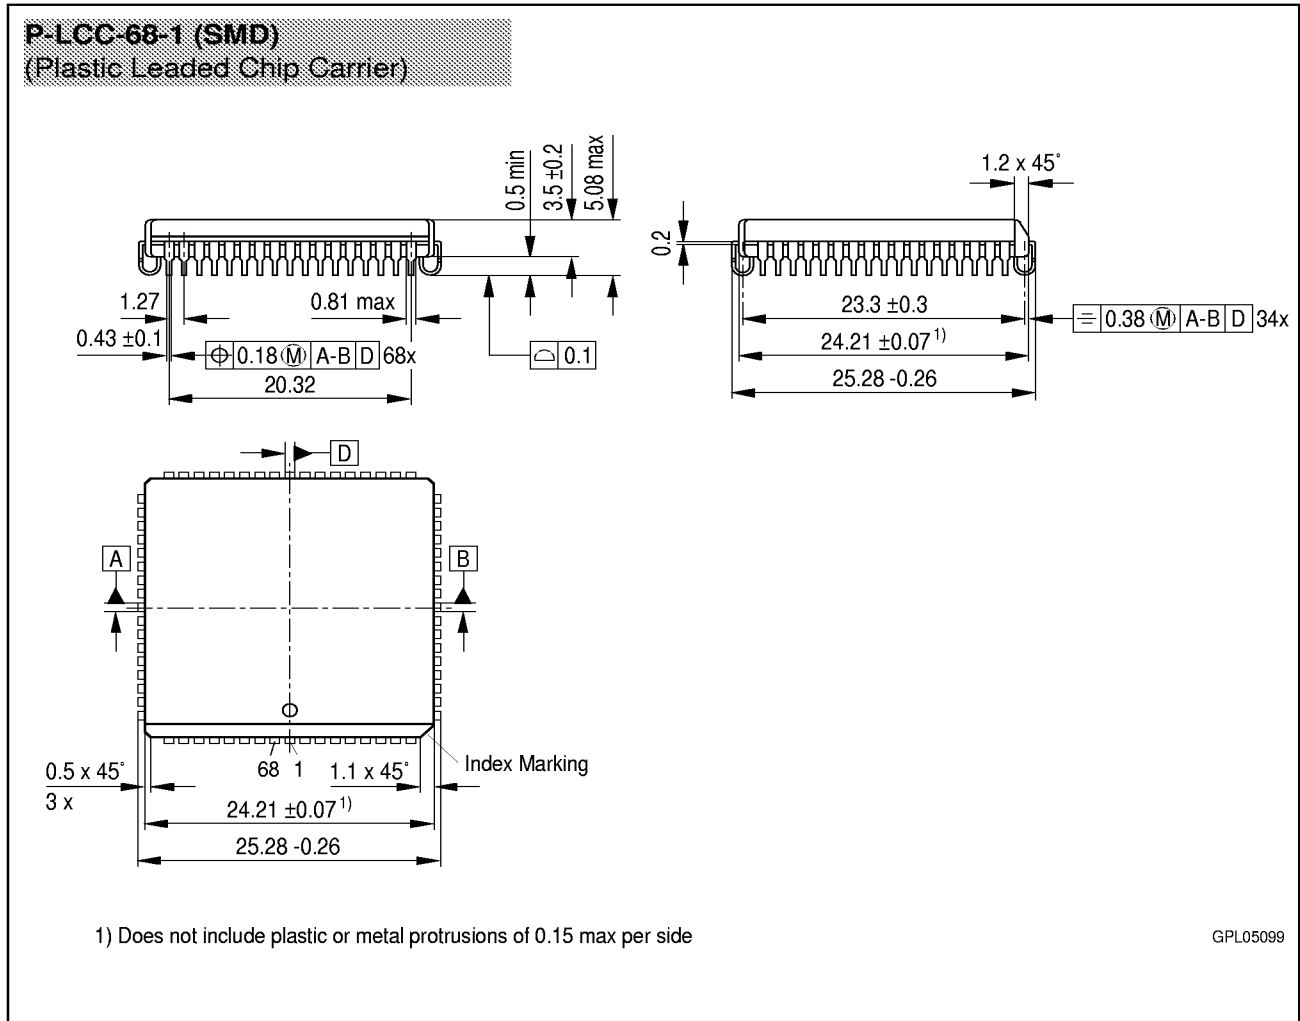 P-LCC-68-1 (SMD)
(Plastic Leaded Chip Carrier)
0.5 min
3.5 ±0.2
5.08 max
1.2 x 45°
0.2
1.27
0.81 max
0.43 ±0.1
⌖ 0.18 Ⓜ A-B D 68x
20.32
⌓ 0.1
23.3 ±0.3
⌯ 0.38 Ⓜ A-B D 34x
24.21 ±0.07 1)
25.28 -0.26
D
A
B
68 1
Index Marking
0.5 x 45°
3 x
1.1 x 45°
24.21 ±0.07 1)
25.28 -0.26
1) Does not include plastic or metal protrusions of 0.15 max per side
GPL05099